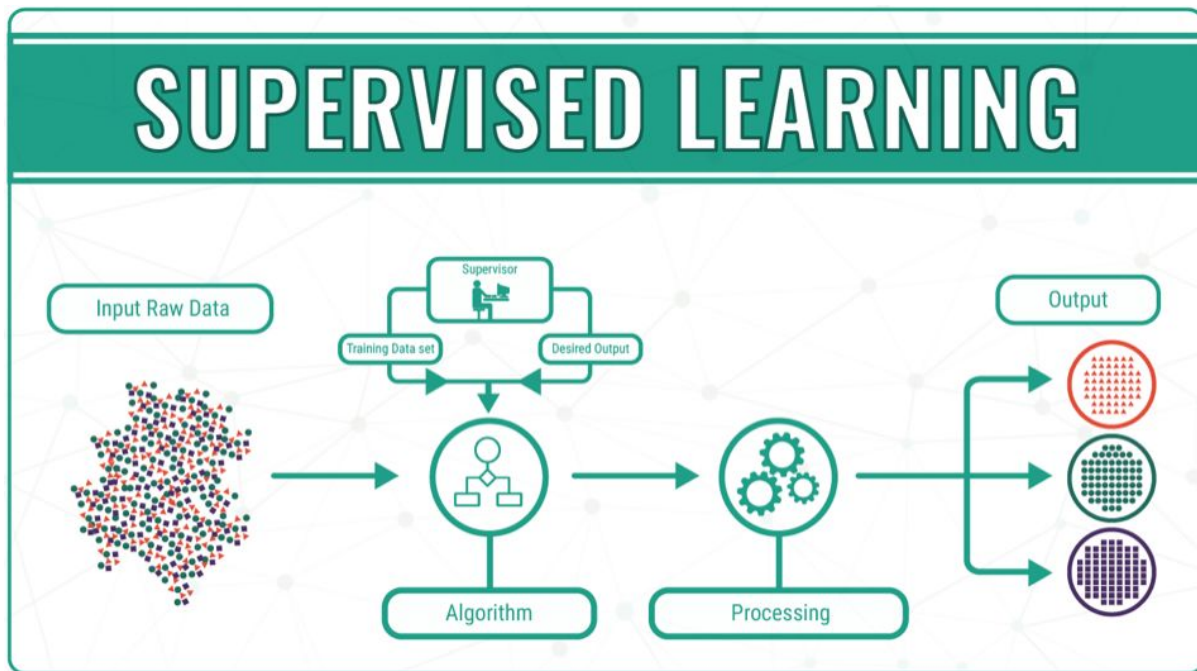 SUPERVISED LEARNING
Input Raw Data
Supervisor
Training Data set
Desired Output
Output
Algorithm
Processing